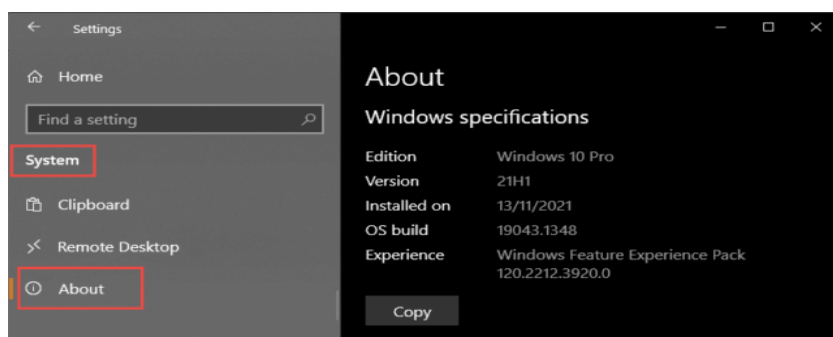 Settings
Home
Find a setting
System
Clipboard
Remote Desktop
About
About
Windows specifications
Edition Windows 10 Pro
Version 21H1
Installed on 13/11/2021
OS build 19043.1348
Experience Windows Feature Experience Pack
120.2212.3920.0
Copy